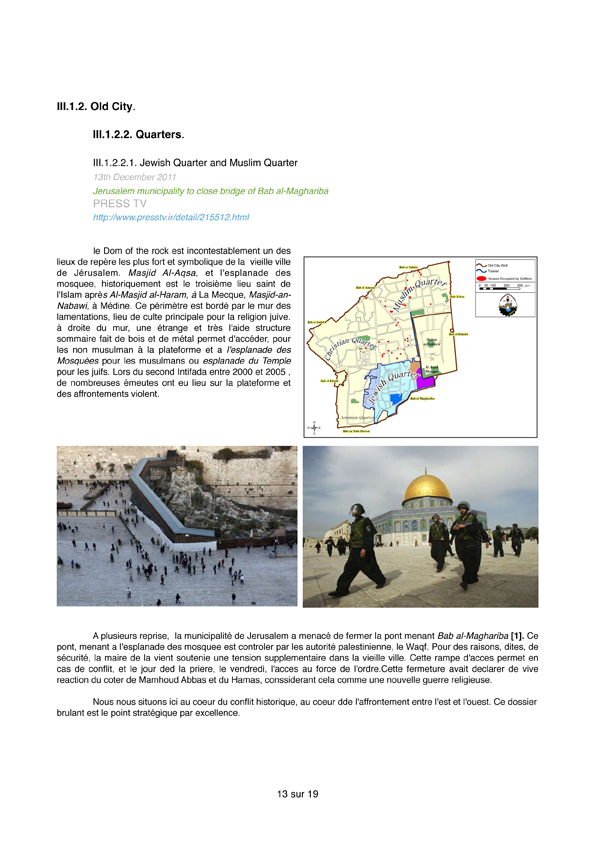 III.1.2. Old City.
III.1.2.2. Quarters.
III.1.2.2.1. Jewish Quarter and Muslim Quarter
13th December 2011
Jerusalem municipality to close bridge of Bab al-Maghariba
PRESS TV
http://www.presstv.ir/detail/215512.html
le Dom of the rock est incontestablement un des
lieux de repère les plus fort et symbolique de la vieille ville
de Jérusalem. Masjid Al-Aqsa, et l'esplanade des
mosquee, historiquement est le troisième lieu saint de
l'Islam après Al-Masjid al-Haram, á La Mecque, Masjid-an-
Nabawi, à Médine. Ce périmètre est bordé par le mur des
lamentations, lieu de culte principale pour la religion juive.
à droite du mur, une étrange et très l'aide structure
sommaire fait de bois et de métal permet d'accéder, pour
les non musulman à la plateforme et a l'esplanade des
Mosquées pour les musulmans ou esplanade du Temple
pour les juifs. Lors du second Intifada entre 2000 et 2005 ,
de nombreuses émeutes ont eu lieu sur la plateforme et
des affrontements violent.
Muslim Quarter
Christian Quarter
Jewish Quarter
Armenian Quarter
Old City Wall
Tunnel
Houses Occupied by Settlers
A plusieurs reprise, la municipalité de Jerusalem a menacé de fermer la pont menant Bab al-Maghariba [1]. Ce
pont, menant a l'esplanade des mosquee est controler par les autorité palestinienne, le Waqf. Pour des raisons, dites, de
sécurité, la maire de la vient soutenie une tension supplementaire dans la vieille ville. Cette rampe d'acces permet en
cas de conflit, et le jour ded la priere, le vendredi, l'acces au force de l'ordre.Cette fermeture avait declarer de vive
reaction du coter de Mamhoud Abbas et du Hamas, conssiderant cela comme une nouvelle guerre religieuse.
Nous nous situons ici au coeur du conflit historique, au coeur dde l'affrontement entre l'est et l'ouest. Ce dossier
brulant est le point stratégique par excellence.
13 sur 19